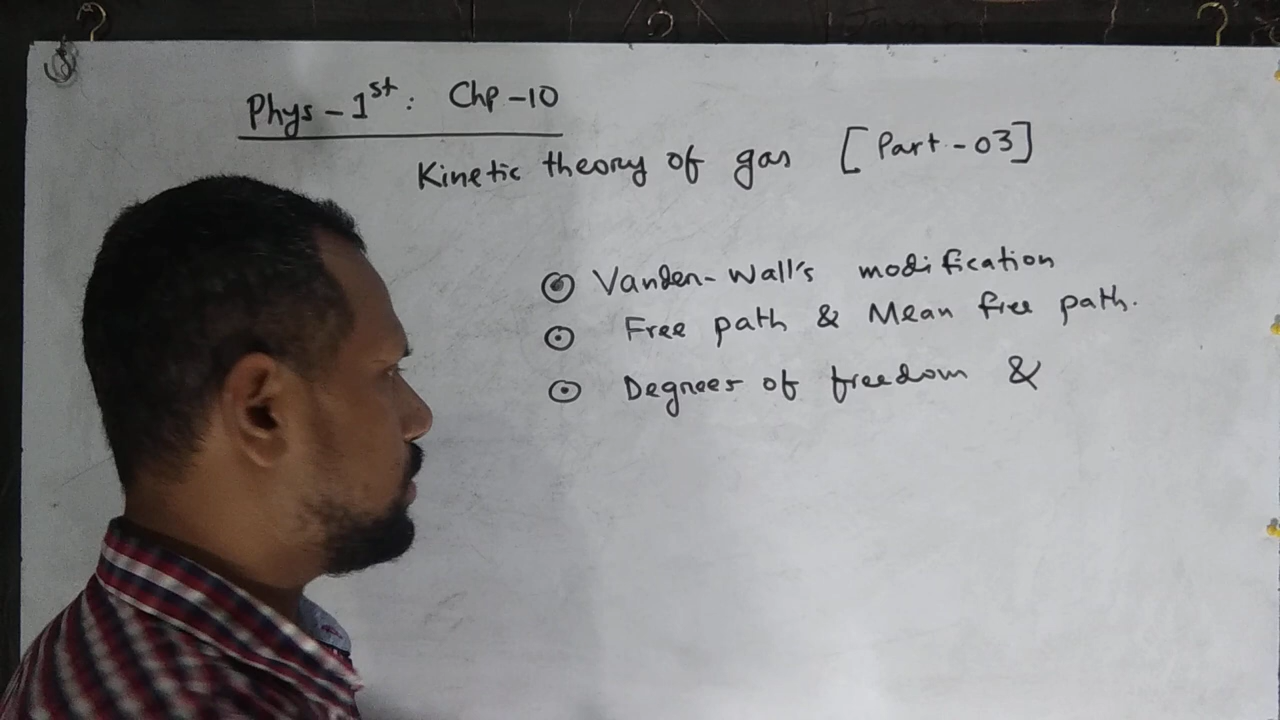 Phys - 1st: Chp - 10
Kinetic theory of gas [Part - 03]
Vanden-Wall's modification
Free path & Mean free path.
Degrees of freedom &